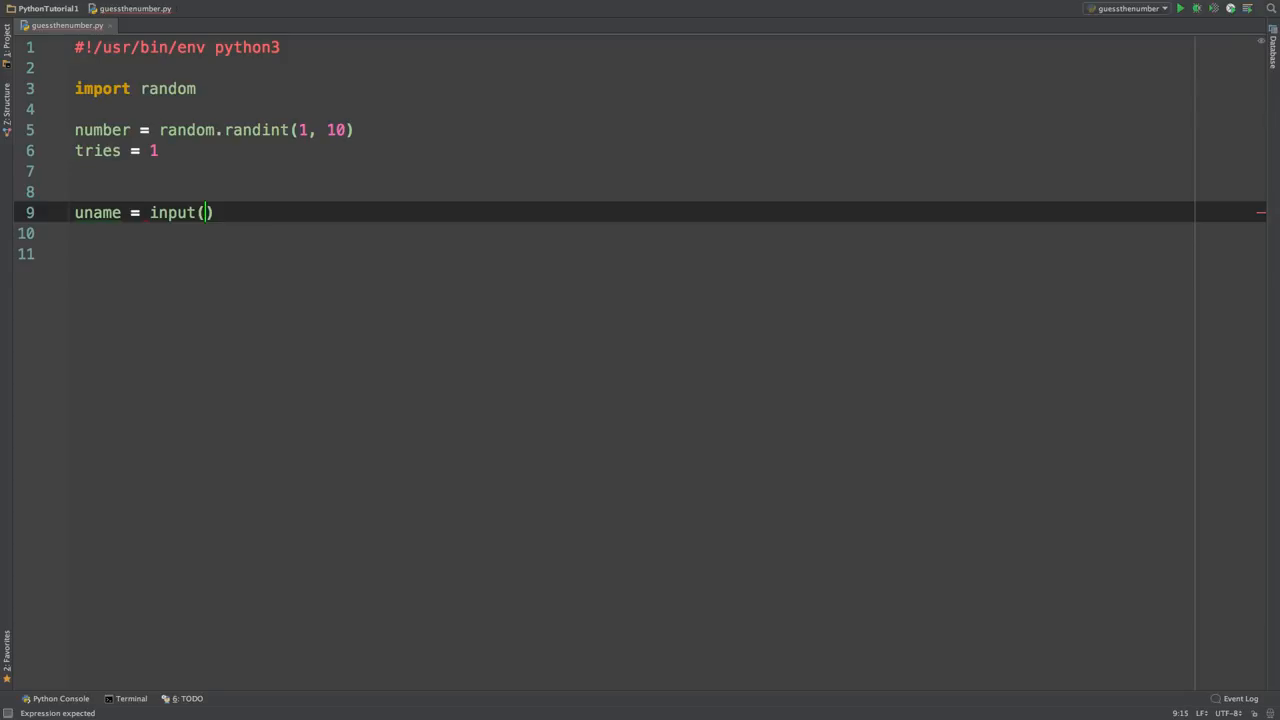 PythonTutorial1 guessthenumber.py guessthenumber
guessthenumber.py
1: Project
Z: Structure
2: Favorites
Database
1 #!/usr/bin/env python3
2
3 import random
4
5 number = random.randint(1, 10)
6 tries = 1
7
8
9 uname = input()
10
11
Python Console Terminal 6: TODO Event Log
Expression expected 9:15 LF÷ UTF-8÷